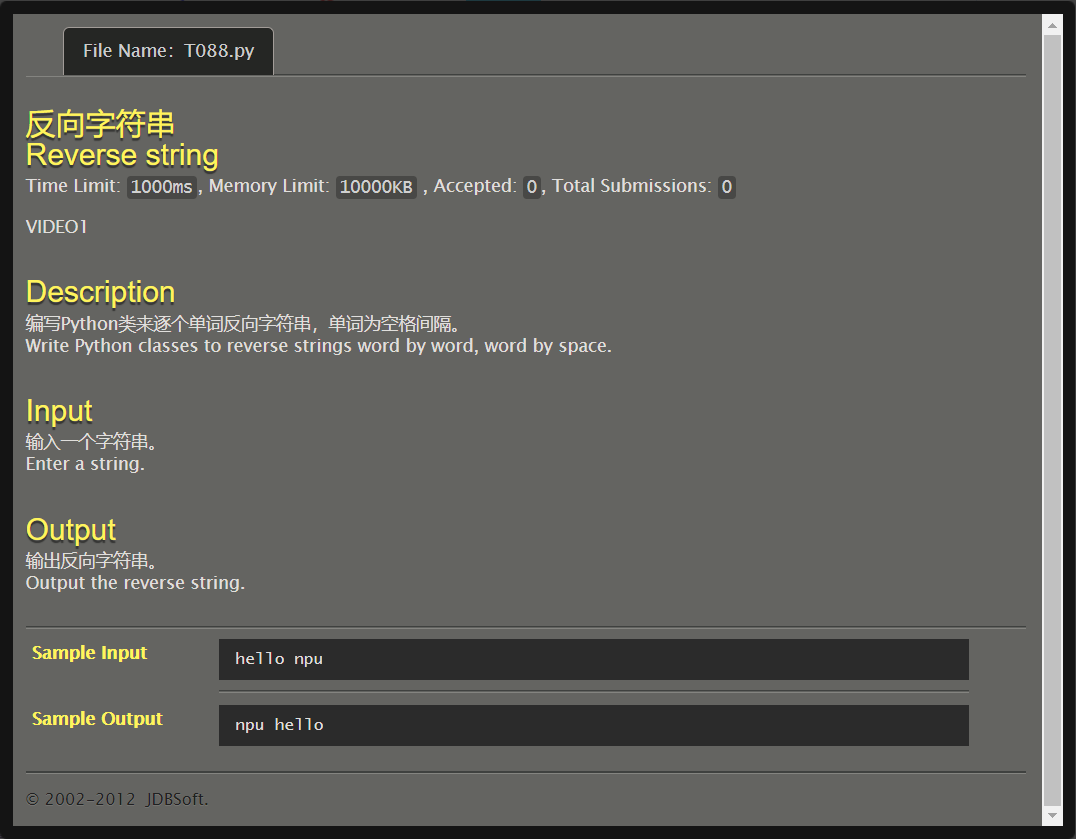 File Name：T088.py
反向字符串
Reverse string
Time Limit: 1000ms, Memory Limit: 10000KB , Accepted: 0, Total Submissions: 0
VIDEO1
Description
编写Python类来逐个单词反向字符串，单词为空格间隔。
Write Python classes to reverse strings word by word, word by space.
Input
输入一个字符串。
Enter a string.
Output
输出反向字符串。
Output the reverse string.
Sample Input
hello npu
Sample Output
npu hello
© 2002-2012 JDBSoft.